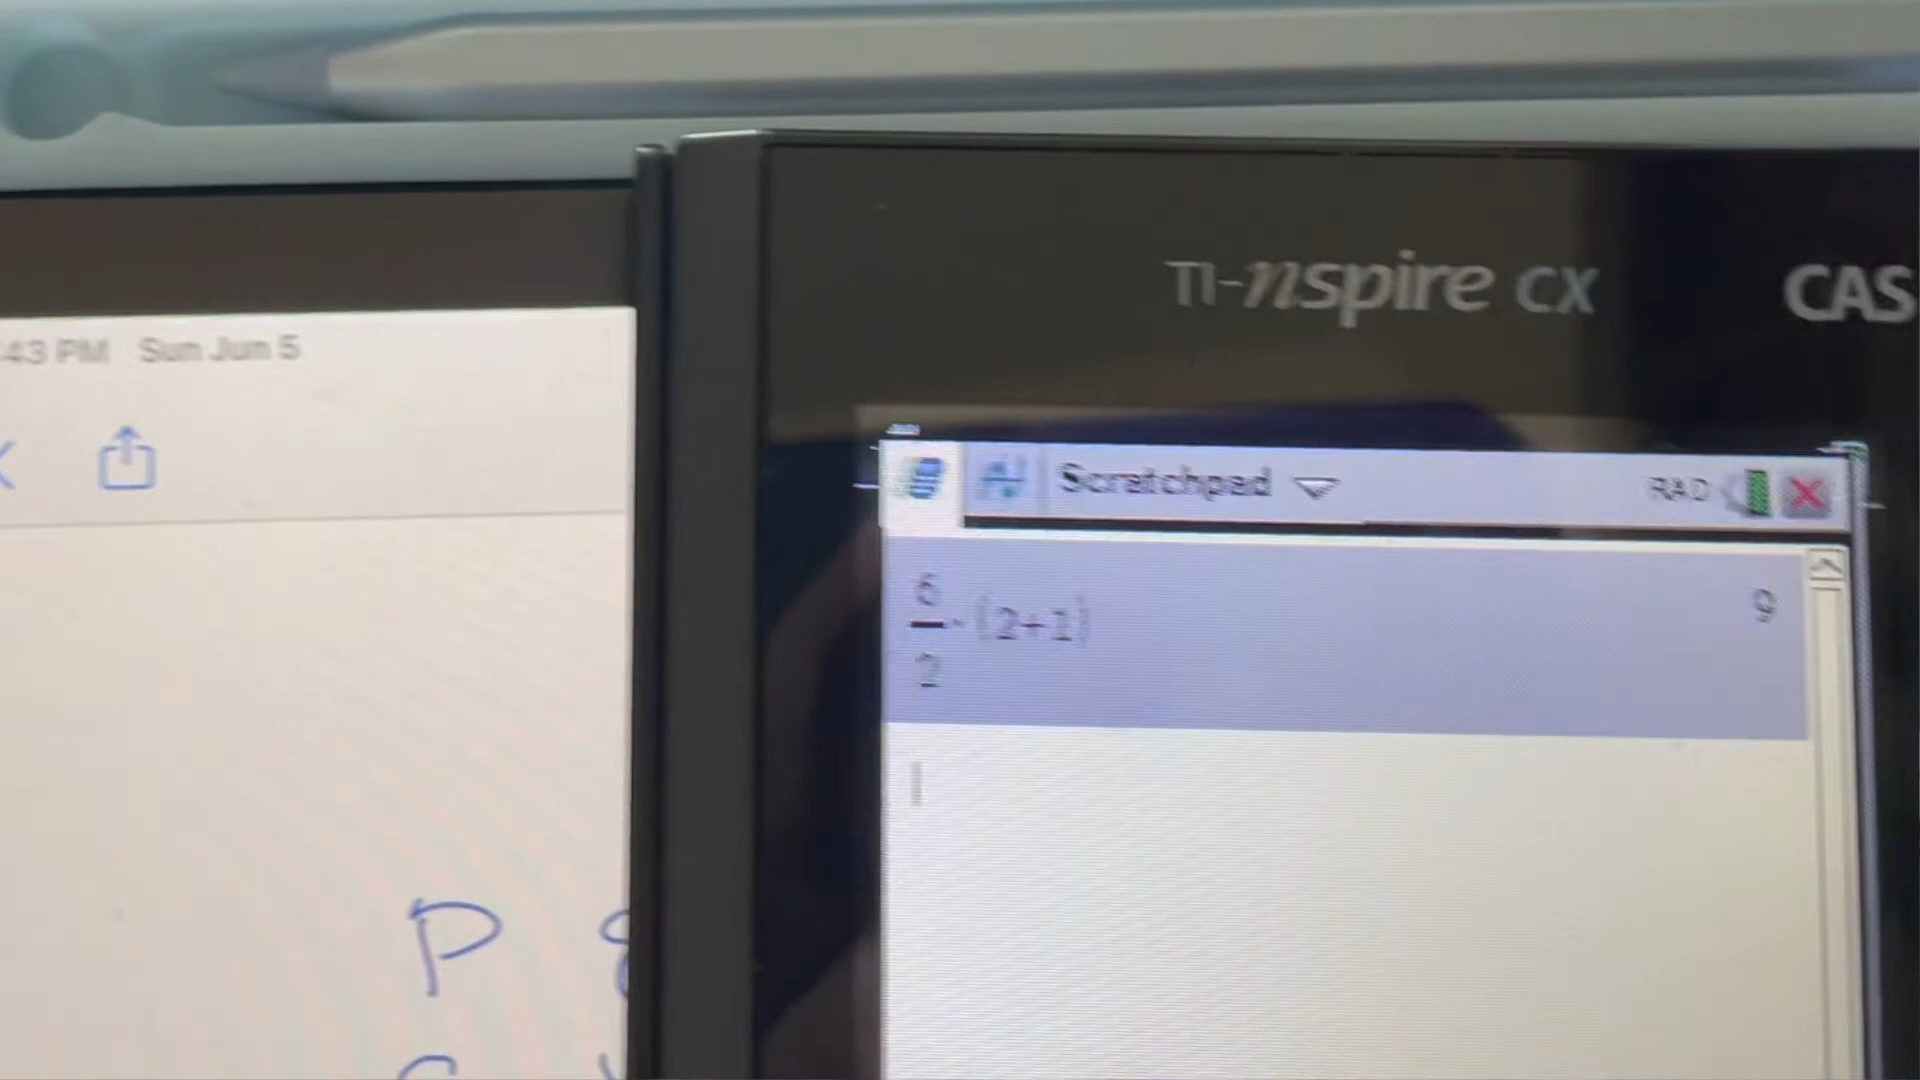 TI-nspire CX CAS
43 PM Sun Jun 5
Scratchpad RAD
6/2·(2+1) 9
P